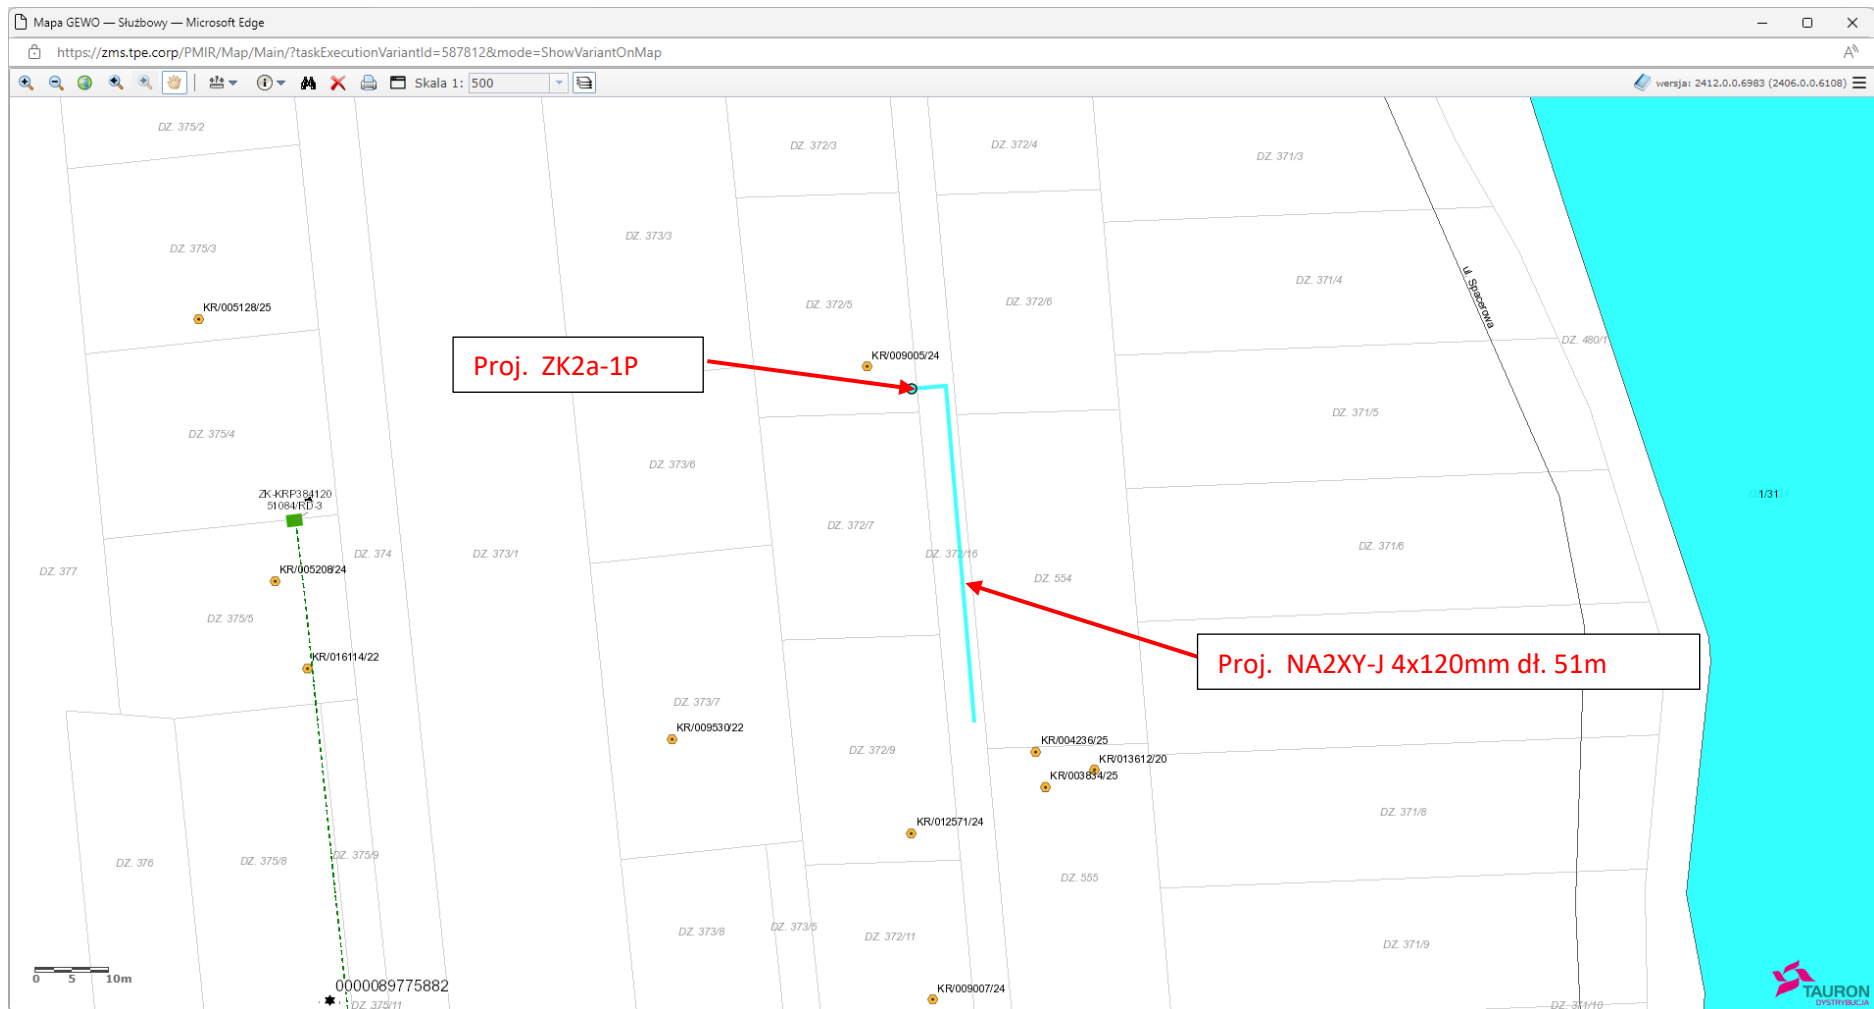 Mapa GEWO — Służbowy — Microsoft Edge
https://zms.tpe.corp/PMIR/Map/Main/?taskExecutionVariantId=587812&mode=ShowVariantOnMap
Skala 1: 500
wersja: 2412.0.0.6983 (2406.0.0.6108)
DZ. 375/2
DZ. 372/3
DZ. 372/4
DZ. 371/3
DZ. 375/3
DZ. 373/3
DZ. 371/4
ul. Spacerowa
KR/005128/25
DZ. 372/5
DZ. 372/6
DZ. 480/1
Proj. ZK2a-1P
KR/009005/24
DZ. 371/5
DZ. 375/4
DZ. 373/6
ZK-KRP384120
51084/RD-3
1/31
DZ. 372/7
DZ. 377
KR/005208/24
DZ. 374
DZ. 373/1
DZ. 372/16
DZ. 554
DZ. 371/6
DZ. 375/5
KR/016114/22
Proj. NA2XY-J 4x120mm dł. 51m
DZ. 373/7
KR/009530/22
DZ. 372/9
KR/004236/25
KR/013612/20
KR/003834/25
KR/012571/24
DZ. 371/8
DZ. 376
DZ. 375/8
DZ. 375/9
DZ. 555
DZ. 373/8
DZ. 373/5
DZ. 372/11
DZ. 371/9
0 5 10m
0000089775882
KR/009007/24
DZ. 375/11
DZ. 371/10
TAURON
DYSTRYBUCJA